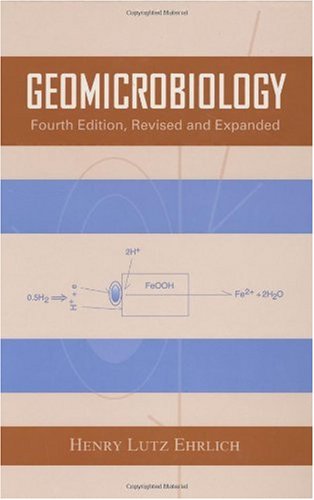 GEOMICROBIOLOGY
Fourth Edition, Revised and Expanded
2H⁺
0.5H₂
H⁺ + e
FeOOH
Fe²⁺ +2H₂O
HENRY LUTZ EHRLICH